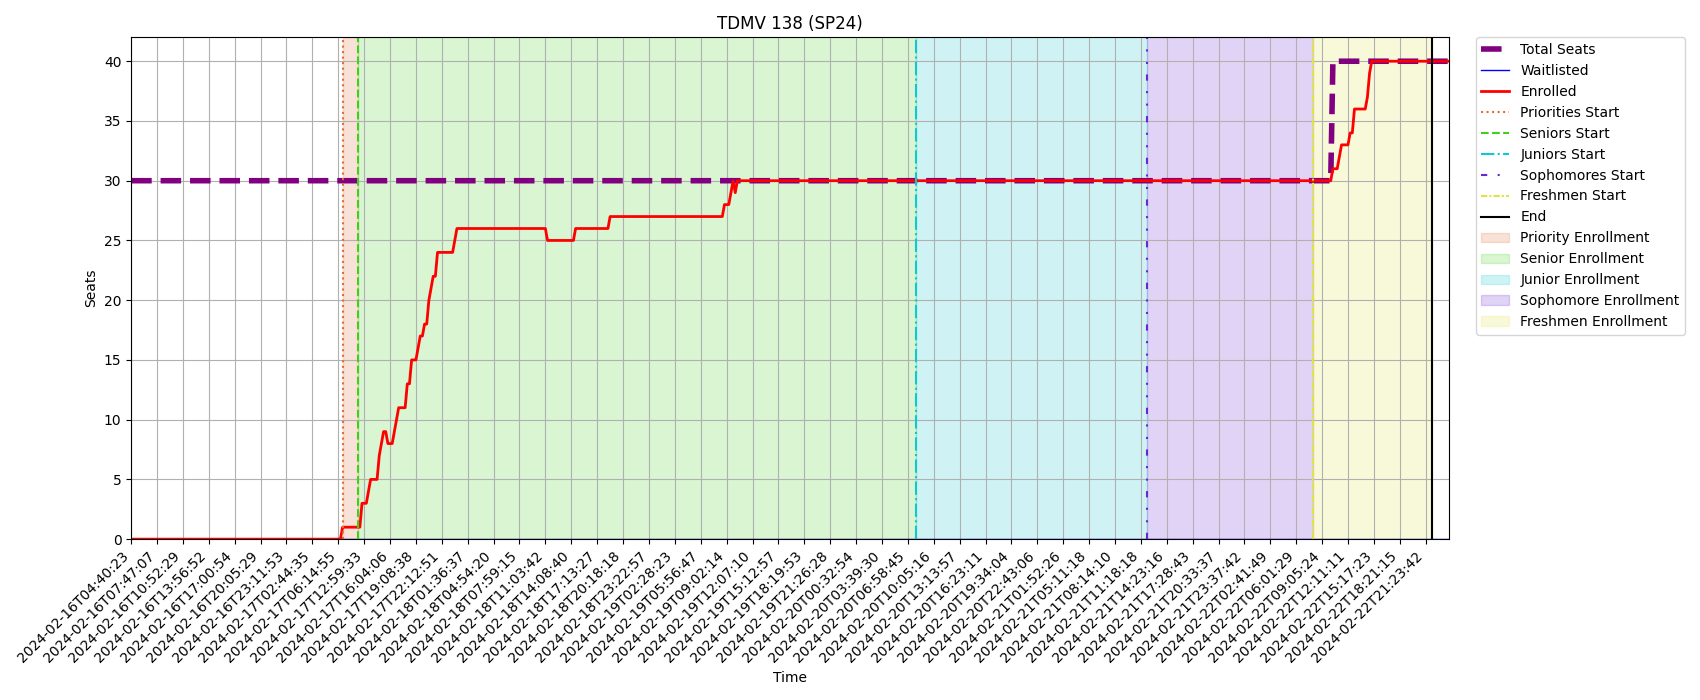 TDMV 138 (SP24)
Seats
40
35
30
25
20
15
10
5
0
2024-02-16T04:40:23
2024-02-16T07:47:07
2024-02-16T10:52:29
2024-02-16T13:56:52
2024-02-16T17:00:54
2024-02-16T20:05:29
2024-02-16T23:11:53
2024-02-17T02:44:35
2024-02-17T06:14:55
2024-02-17T12:59:33
2024-02-17T16:04:06
2024-02-17T19:08:38
2024-02-17T22:12:51
2024-02-18T01:36:37
2024-02-18T04:54:20
2024-02-18T07:59:15
2024-02-18T11:03:42
2024-02-18T14:08:40
2024-02-18T17:13:27
2024-02-18T20:18:18
2024-02-18T23:22:57
2024-02-19T02:28:23
2024-02-19T05:56:47
2024-02-19T09:02:14
2024-02-19T12:07:10
2024-02-19T15:12:57
2024-02-19T18:19:53
2024-02-19T21:26:28
2024-02-20T00:32:54
2024-02-20T03:39:30
2024-02-20T06:58:45
2024-02-20T10:05:16
2024-02-20T13:13:57
2024-02-20T16:23:11
2024-02-20T19:34:04
2024-02-20T22:43:06
2024-02-21T01:52:26
2024-02-21T05:11:18
2024-02-21T08:14:10
2024-02-21T11:18:18
2024-02-21T14:23:16
2024-02-21T17:28:43
2024-02-21T20:33:37
2024-02-21T23:37:42
2024-02-22T02:41:49
2024-02-22T06:01:29
2024-02-22T09:05:24
2024-02-22T12:11:11
2024-02-22T15:17:23
2024-02-22T18:21:15
2024-02-22T21:23:42
Time
Total Seats
Waitlisted
Enrolled
Priorities Start
Seniors Start
Juniors Start
Sophomores Start
Freshmen Start
End
Priority Enrollment
Senior Enrollment
Junior Enrollment
Sophomore Enrollment
Freshmen Enrollment